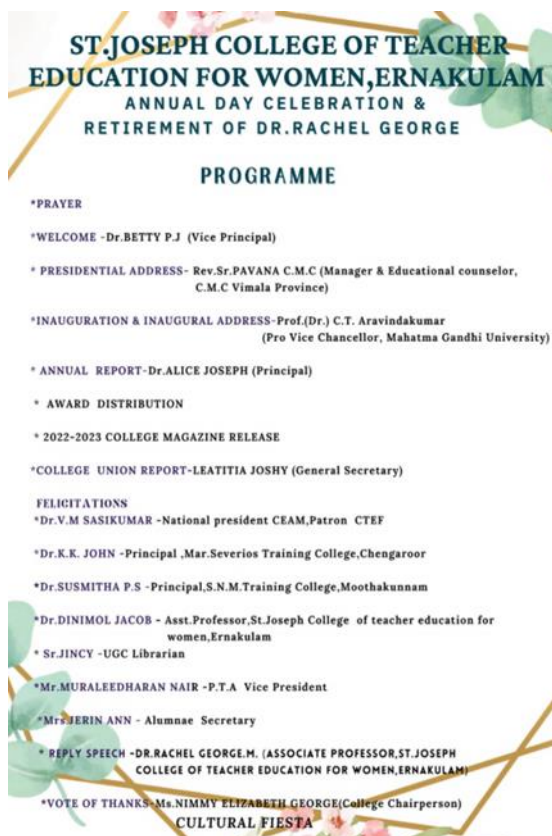 ST.JOSEPH COLLEGE OF TEACHER
EDUCATION FOR WOMEN,ERNAKULAM
ANNUAL DAY CELEBRATION &
RETIREMENT OF DR.RACHEL GEORGE
PROGRAMME
*PRAYER
*WELCOME -Dr.BETTY P.J (Vice Principal)
* PRESIDENTIAL ADDRESS- Rev.Sr.PAVANA C.M.C (Manager & Educational counselor,
C.M.C Vimala Province)
*INAUGURATION & INAUGURAL ADDRESS-Prof.(Dr.) C.T. Aravindakumar
(Pro Vice Chancellor, Mahatma Gandhi University)
* ANNUAL REPORT-Dr.ALICE JOSEPH (Principal)
* AWARD DISTRIBUTION
* 2022-2023 COLLEGE MAGAZINE RELEASE
*COLLEGE UNION REPORT-LEATITIA JOSHY (General Secretary)
FELICITATIONS
*Dr.V.M SASIKUMAR -National president CEAM,Patron CTEF
*Dr.K.K. JOHN -Principal ,Mar.Severios Training College,Chengaroor
*Dr.SUSMITHA P.S -Principal,S.N.M.Training College,Moothakunnam
*Dr.DINIMOL JACOB - Asst.Professor,St.Joseph College of teacher education for
women,Ernakulam
* Sr.JINCY -UGC Librarian
*Mr.MURALEEDHARAN NAIR -P.T.A Vice President
*Mrs.JERIN ANN - Alumnae Secretary
* REPLY SPEECH -DR.RACHEL GEORGE.M. (ASSOCIATE PROFESSOR,ST.JOSEPH
COLLEGE OF TEACHER EDUCATION FOR WOMEN,ERNAKULAM)
*VOTE OF THANKS-Ms.NIMMY ELIZABETH GEORGE(College Chairperson)
CULTURAL FIESTA